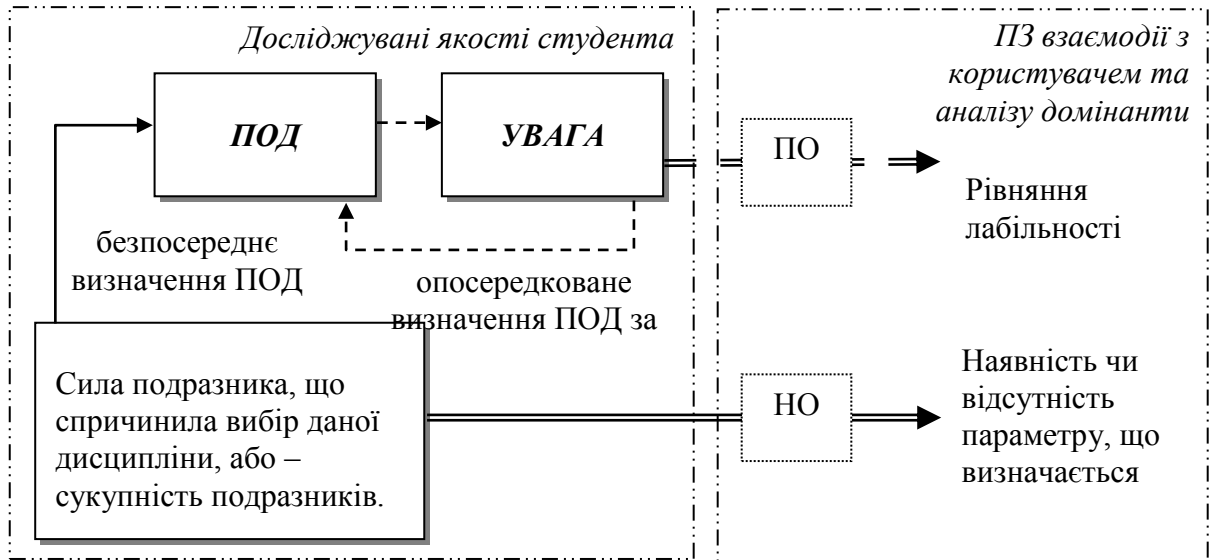 Досліджувані якості студента
ПОД
УВАГА
безпосереднє
визначення ПОД
опосередковане
визначення ПОД за
Сила подразника, що
спричинила вибір даної
дисципліни, або –
сукупність подразників.
ПЗ взаємодії з
користувачем та
аналізу домінанти
ПО
Рівняння
лабільності
НО
Наявність чи
відсутність
параметру, що
визначається